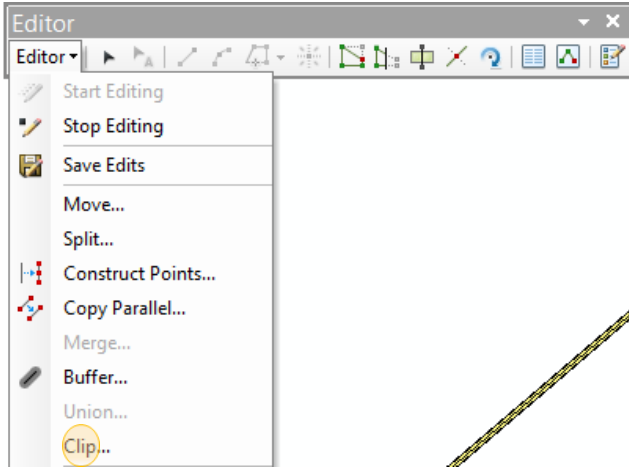 Editor
Editor
Start Editing
Stop Editing
Save Edits
Move...
Split...
Construct Points...
Copy Parallel...
Merge...
Buffer...
Union...
Clip...